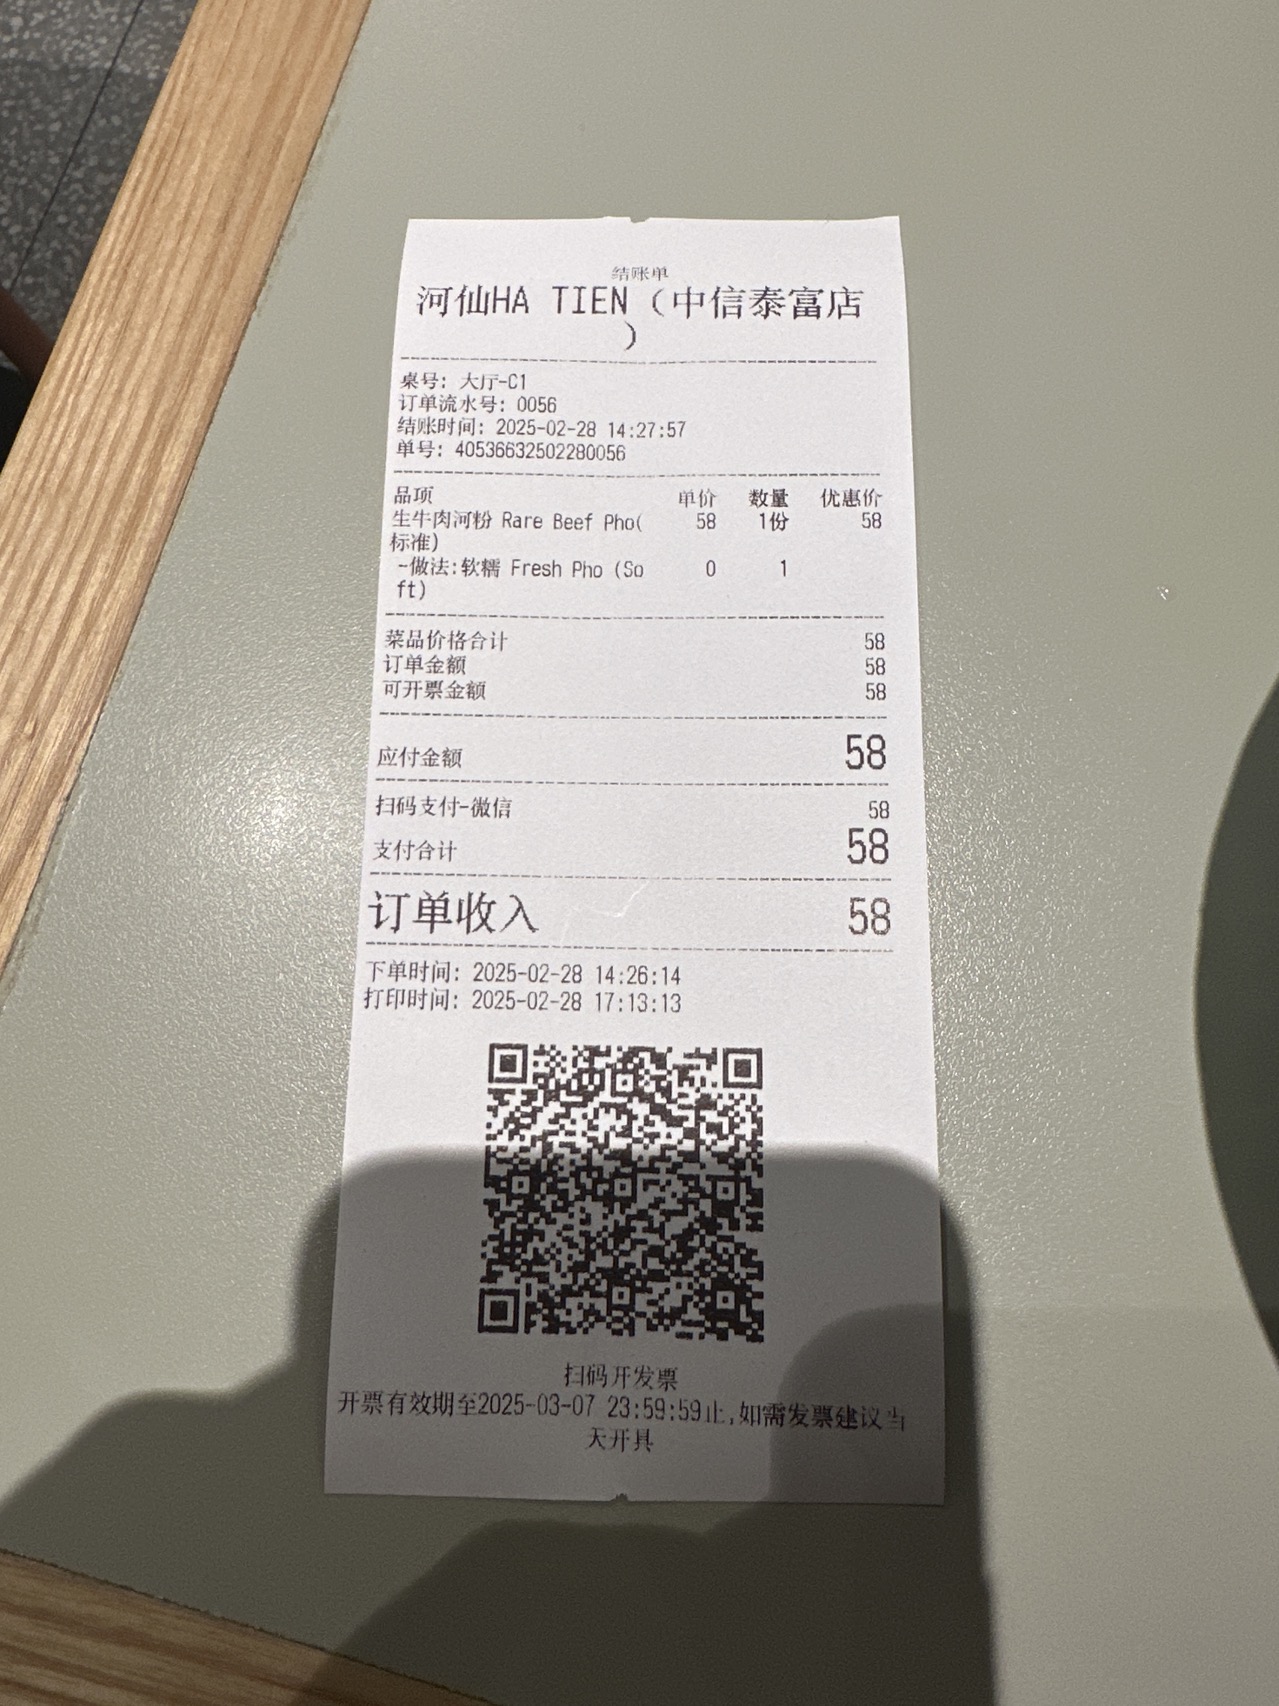 结账单
河仙HA TIEN（中信泰富店
）
桌号: 大厅-C1
订单流水号: 0056
结账时间: 2025-02-28 14:27:57
单号: 40536632502280056
品项 单价 数量 优惠价
生牛肉河粉 Rare Beef Pho( 58 1份 58
标准)
-做法:软糯 Fresh Pho (So 0 1
ft)
菜品价格合计 58
订单金额 58
可开票金额 58
应付金额 58
扫码支付-微信 58
支付合计 58
订单收入 58
下单时间: 2025-02-28 14:26:14
打印时间: 2025-02-28 17:13:13
扫码开发票
开票有效期至2025-03-07 23:59:59止,如需发票建议当
天开具